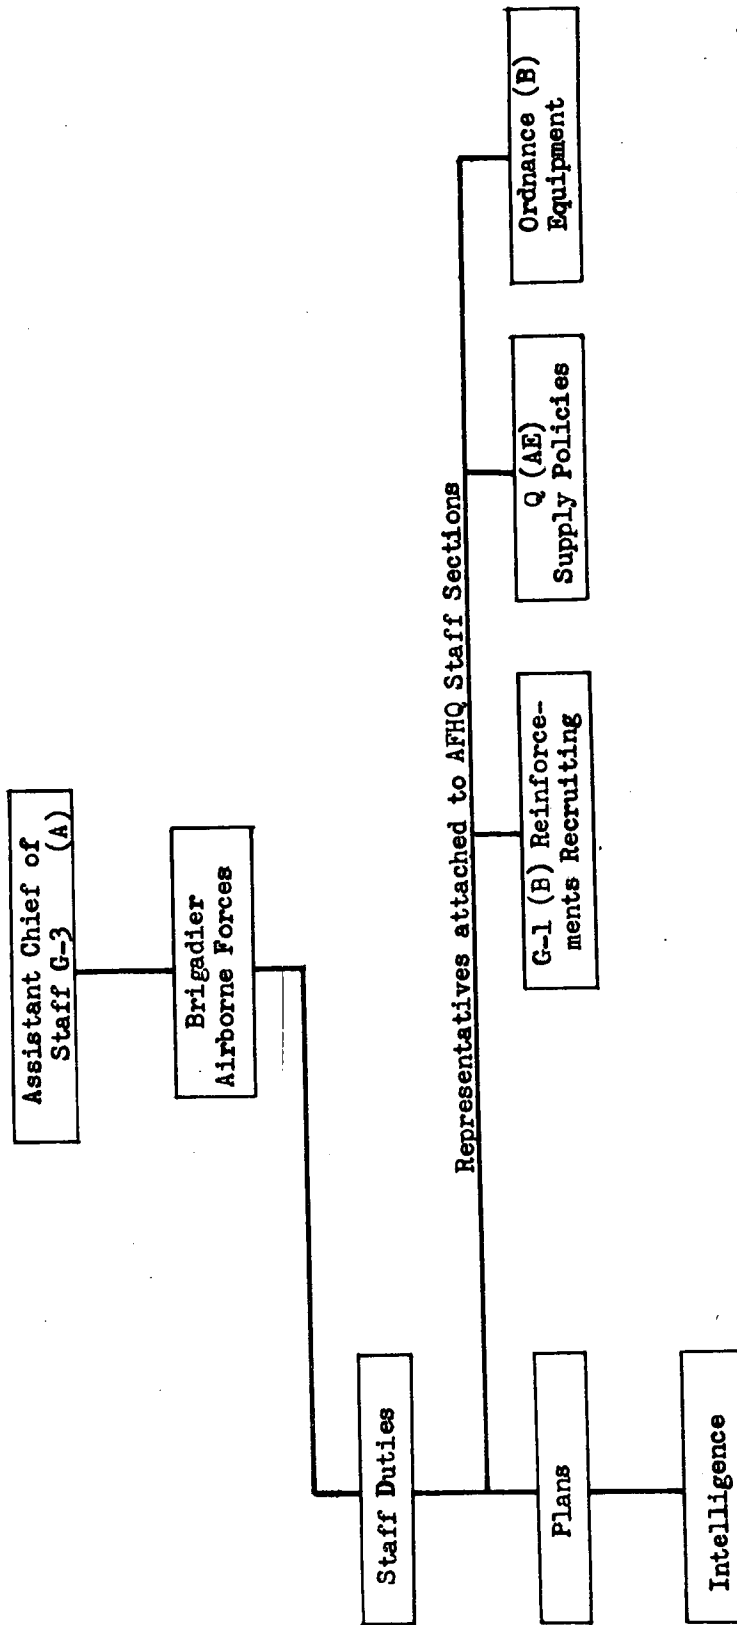 Assistant Chief of
Staff G-3 (A)
Brigadier
Airborne Forces
Staff Duties
Representatives attached to AFHQ Staff Sections
Plans
G-1 (B) Reinforce-
ments Recruiting
Q (AE)
Supply Policies
Ordnance (B)
Equipment
Intelligence